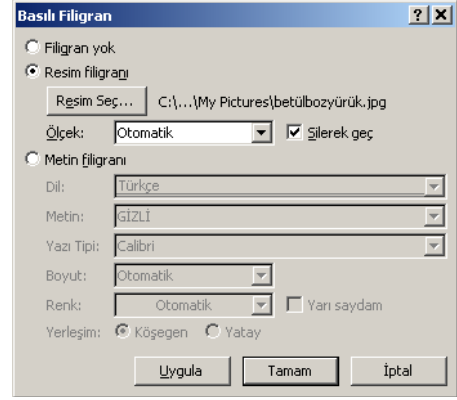 Basılı Filigran
Filigran yok
Resim filigranı
Resim Seç... C:\...\My Pictures\betülbozyürük.jpg
Ölçek: Otomatik Silerek geç
Metin filigranı
Dil: Türkçe
Metin: GİZLİ
Yazı Tipi: Calibri
Boyut: Otomatik
Renk: Otomatik Yarı saydam
Yerleşim: Köşegen Yatay
Uygula Tamam İptal